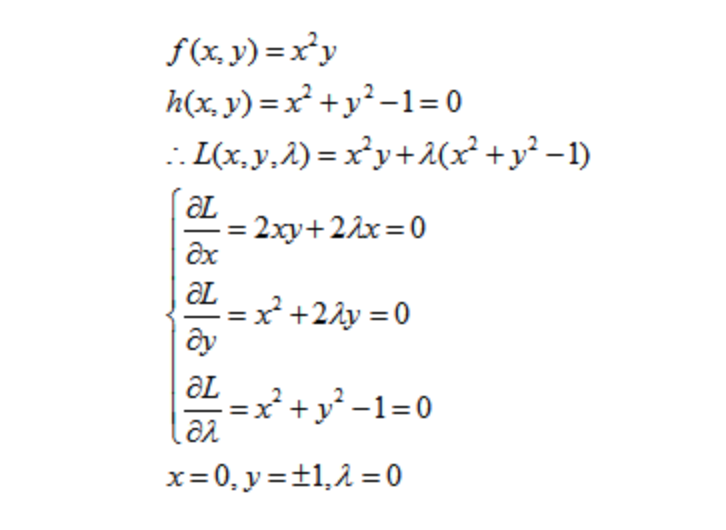 f(x, y) = x²y
h(x, y) = x² + y² − 1 = 0
∴ L(x, y, λ) = x²y + λ(x² + y² − 1)
∂L/∂x = 2xy + 2λx = 0
∂L/∂y = x² + 2λy = 0
∂L/∂λ = x² + y² − 1 = 0
x = 0, y = ±1, λ = 0